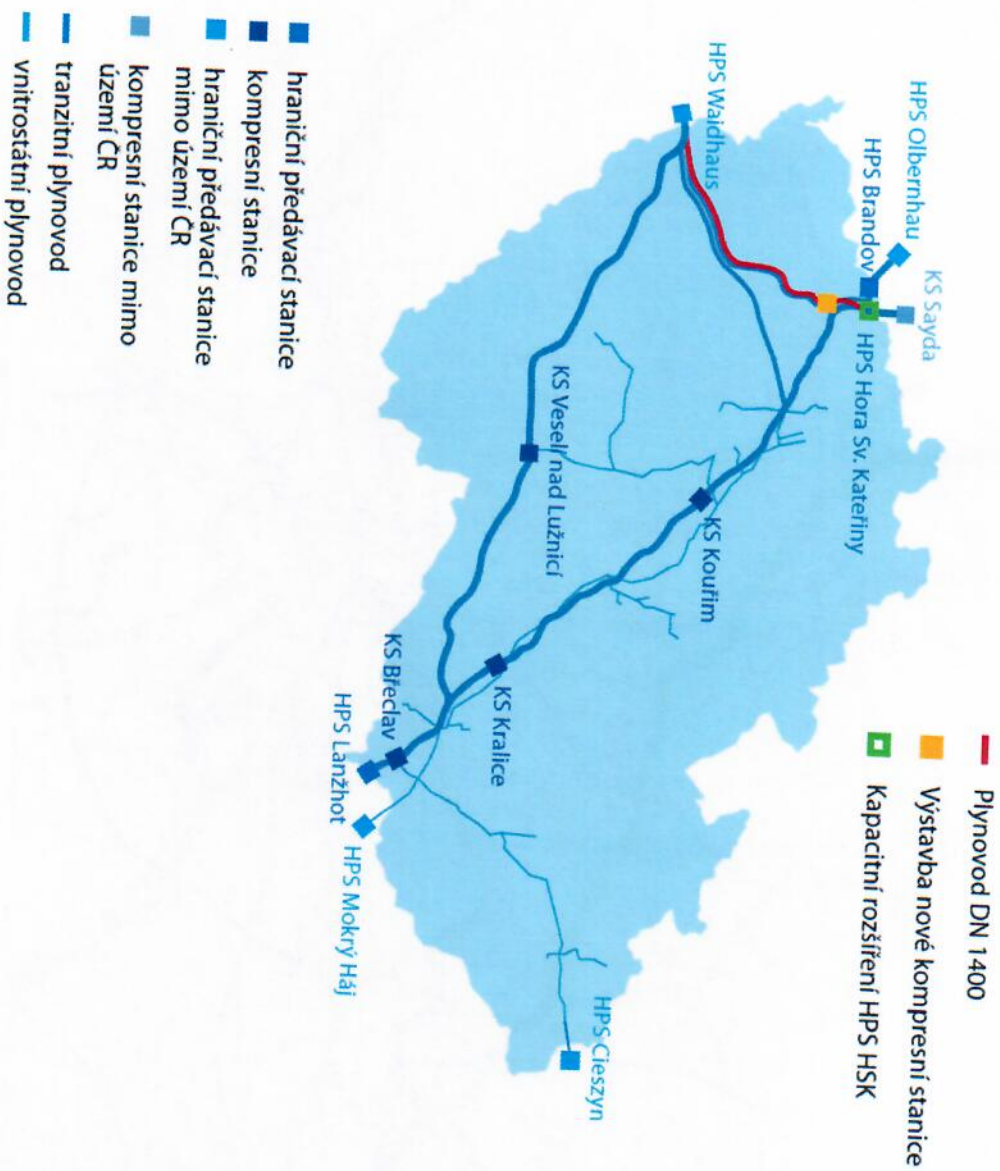 Plynovod DN 1400
Výstavba nové kompresní stanice
Kapacitní rozšíření HPS HSK
HPS Olbernhau
KS Sayda
HPS Brandov
HPS Hora Sv. Kateřiny
HPS Waidhaus
KS Kouřim
KS Veselí nad Lužnicí
KS Kralice
HPS Cieszyn
KS Břeclav
HPS Lanžhot
HPS Mokrý Háj
hraniční předávací stanice
kompresní stanice
hraniční předávací stanice
mimo území ČR
kompresní stanice mimo
území ČR
tranzitní plynovod
vnitrostátní plynovod